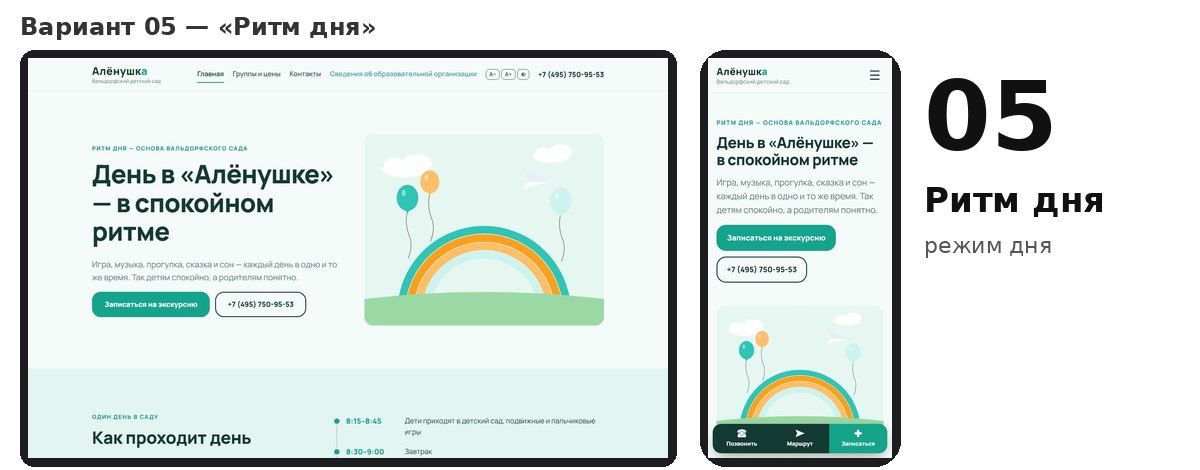 Вариант 05 — «Ритм дня»
Алёнушка
Вальдорфский детский сад
Главная Группы и цены Контакты Сведения об образовательной организации A- A+ +7 (495) 750-95-53
РИТМ ДНЯ — ОСНОВА ВАЛЬДОРФСКОГО САДА
День в «Алёнушке»
— в спокойном
ритме
Игра, музыка, прогулка, сказка и сон — каждый день в одно и то
же время. Так детям спокойно, а родителям понятно.
Записаться на экскурсию
+7 (495) 750-95-53
ОДИН ДЕНЬ В САДУ
Как проходит день
8:15–8:45 Дети приходят в детский сад, подвижные и пальчиковые
игры
8:30–9:00 Завтрак
Алёнушка
Вальдорфский детский сад
РИТМ ДНЯ — ОСНОВА ВАЛЬДОРФСКОГО САДА
День в «Алёнушке» —
в спокойном ритме
Игра, музыка, прогулка, сказка и сон —
каждый день в одно и то же время. Так
детям спокойно, а родителям понятно.
Записаться на экскурсию
+7 (495) 750-95-53
Позвонить
Маршрут
Записаться
05
Ритм дня
режим дня